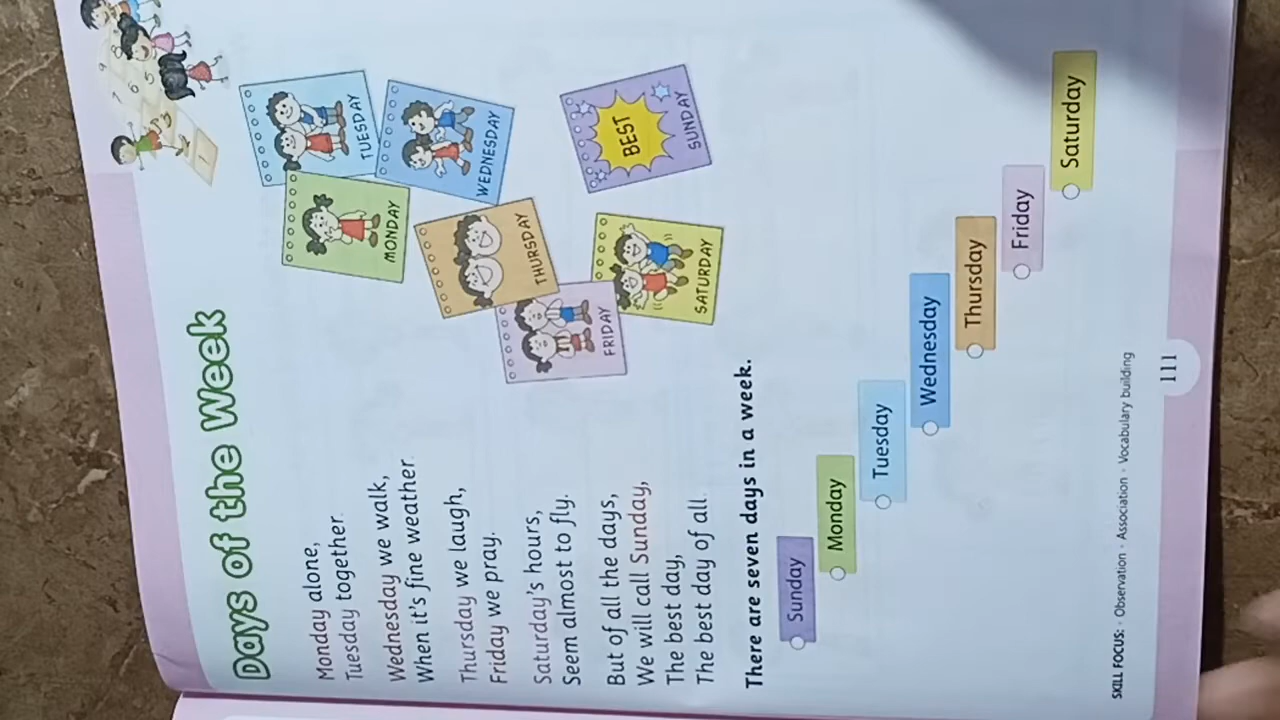 Days of the Week
Monday alone,
Tuesday together.
Wednesday we walk,
When it's fine weather.
Thursday we laugh,
Friday we pray.
Saturday's hours,
Seem almost to fly.
But of all the days,
We will call Sunday,
The best day,
The best day of all.
MONDAY
TUESDAY
WEDNESDAY
THURSDAY
FRIDAY
SATURDAY
BEST
SUNDAY
There are seven days in a week.
Sunday
Monday
Tuesday
Wednesday
Thursday
Friday
Saturday
SKILL FOCUS: • Observation • Association • Vocabulary building
111